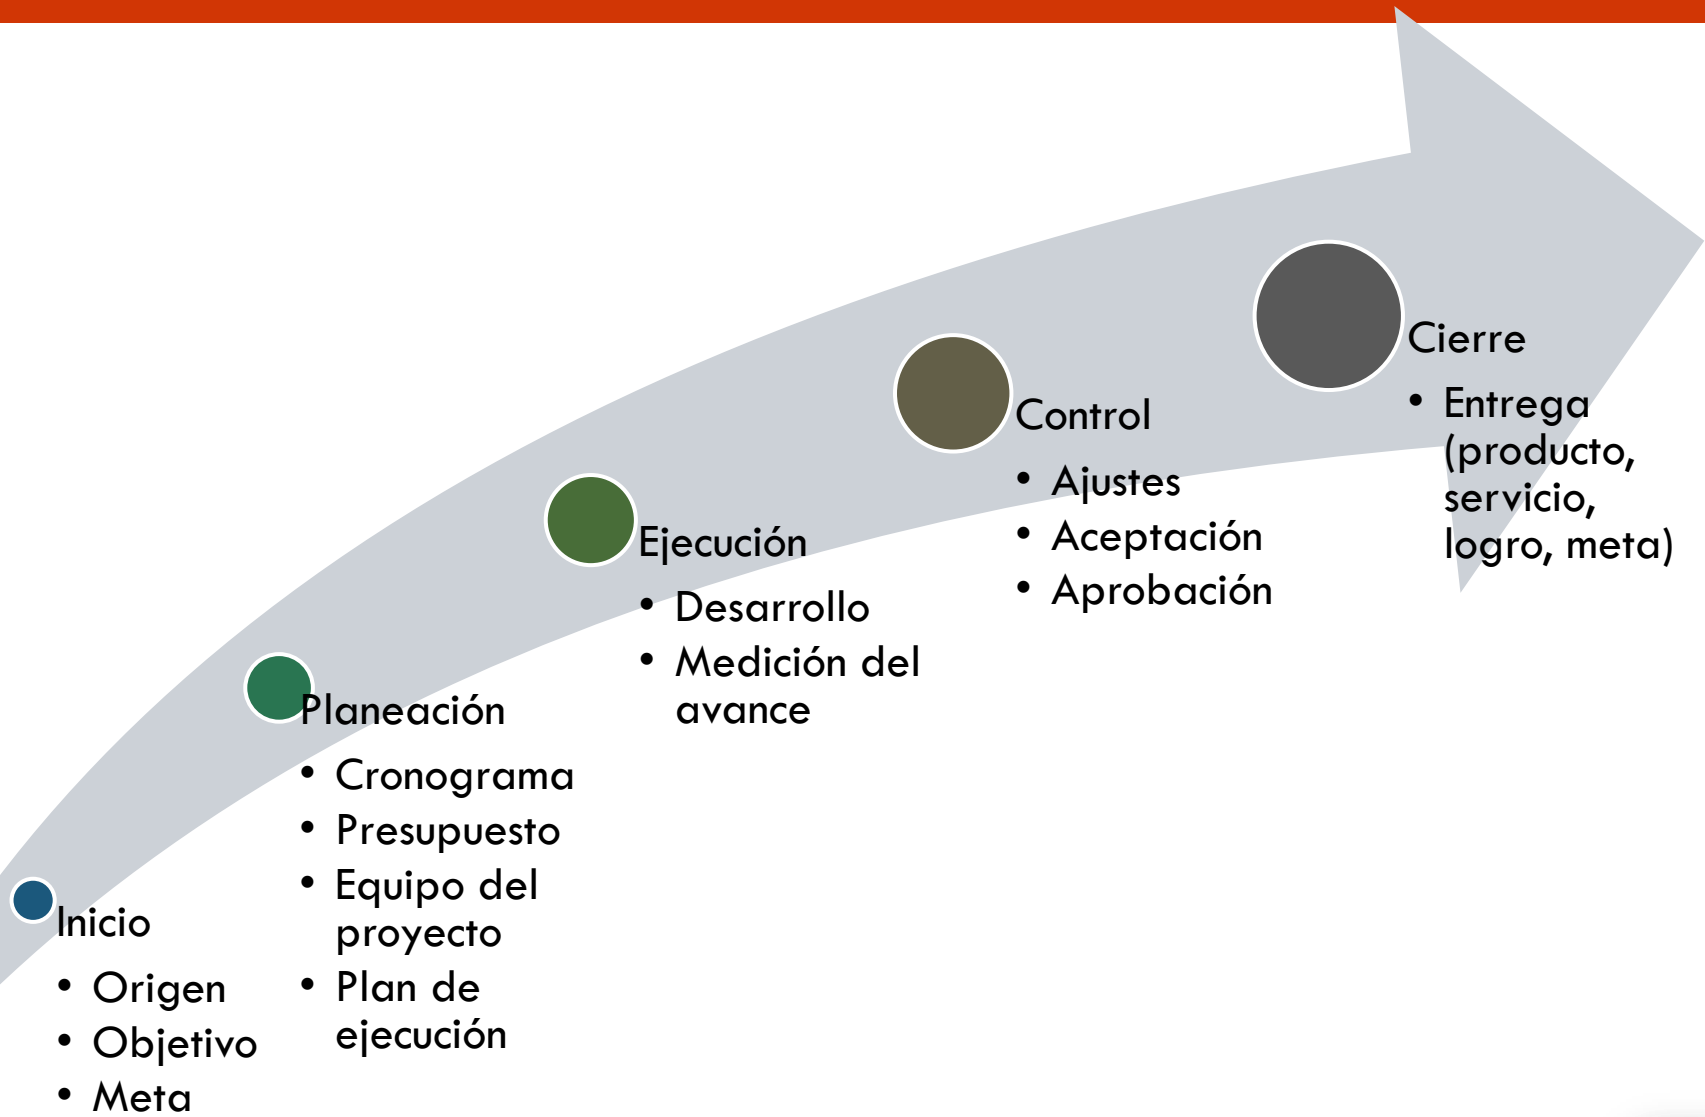 Inicio
• Origen
• Objetivo
• Meta
Planeación
• Cronograma
• Presupuesto
• Equipo del
proyecto
• Plan de
ejecución
Ejecución
• Desarrollo
• Medición del
avance
Control
• Ajustes
• Aceptación
• Aprobación
Cierre
• Entrega
(producto,
servicio,
logro, meta)